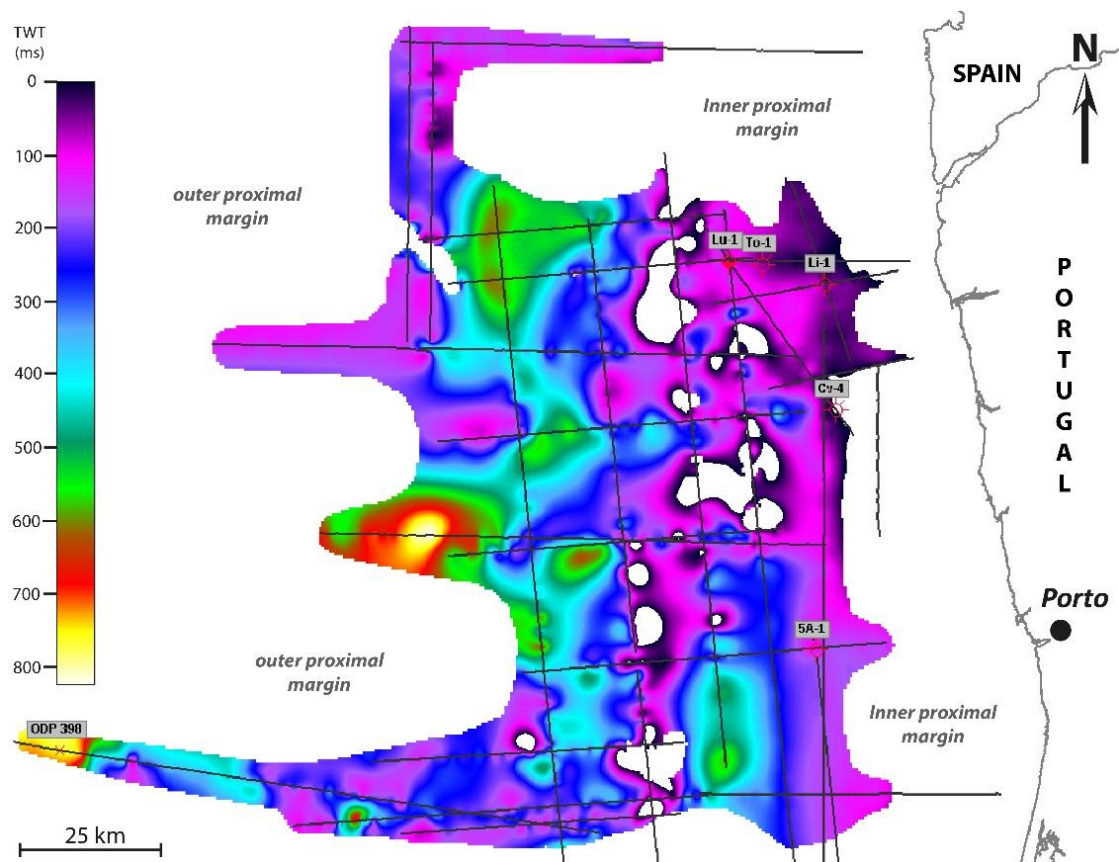 TWT
(ms)
0
100
200
300
400
500
600
700
800
SPAIN
N
Inner proximal
margin
outer proximal
margin
Lu-1
To-1
Li-1
PORTUGAL
Cv-4
Porto
5A-1
outer proximal
margin
Inner proximal
margin
ODP 398
25 km